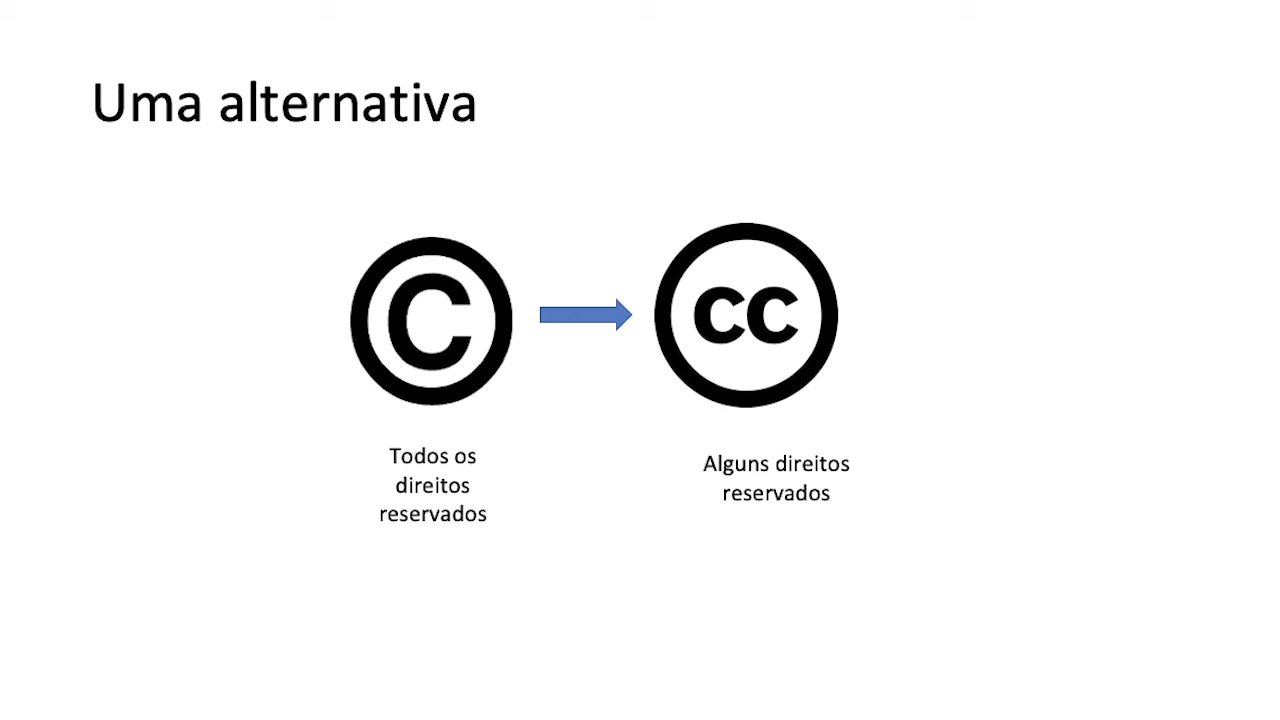 Uma alternativa
©
cc
Todos os
direitos
reservados
Alguns direitos
reservados